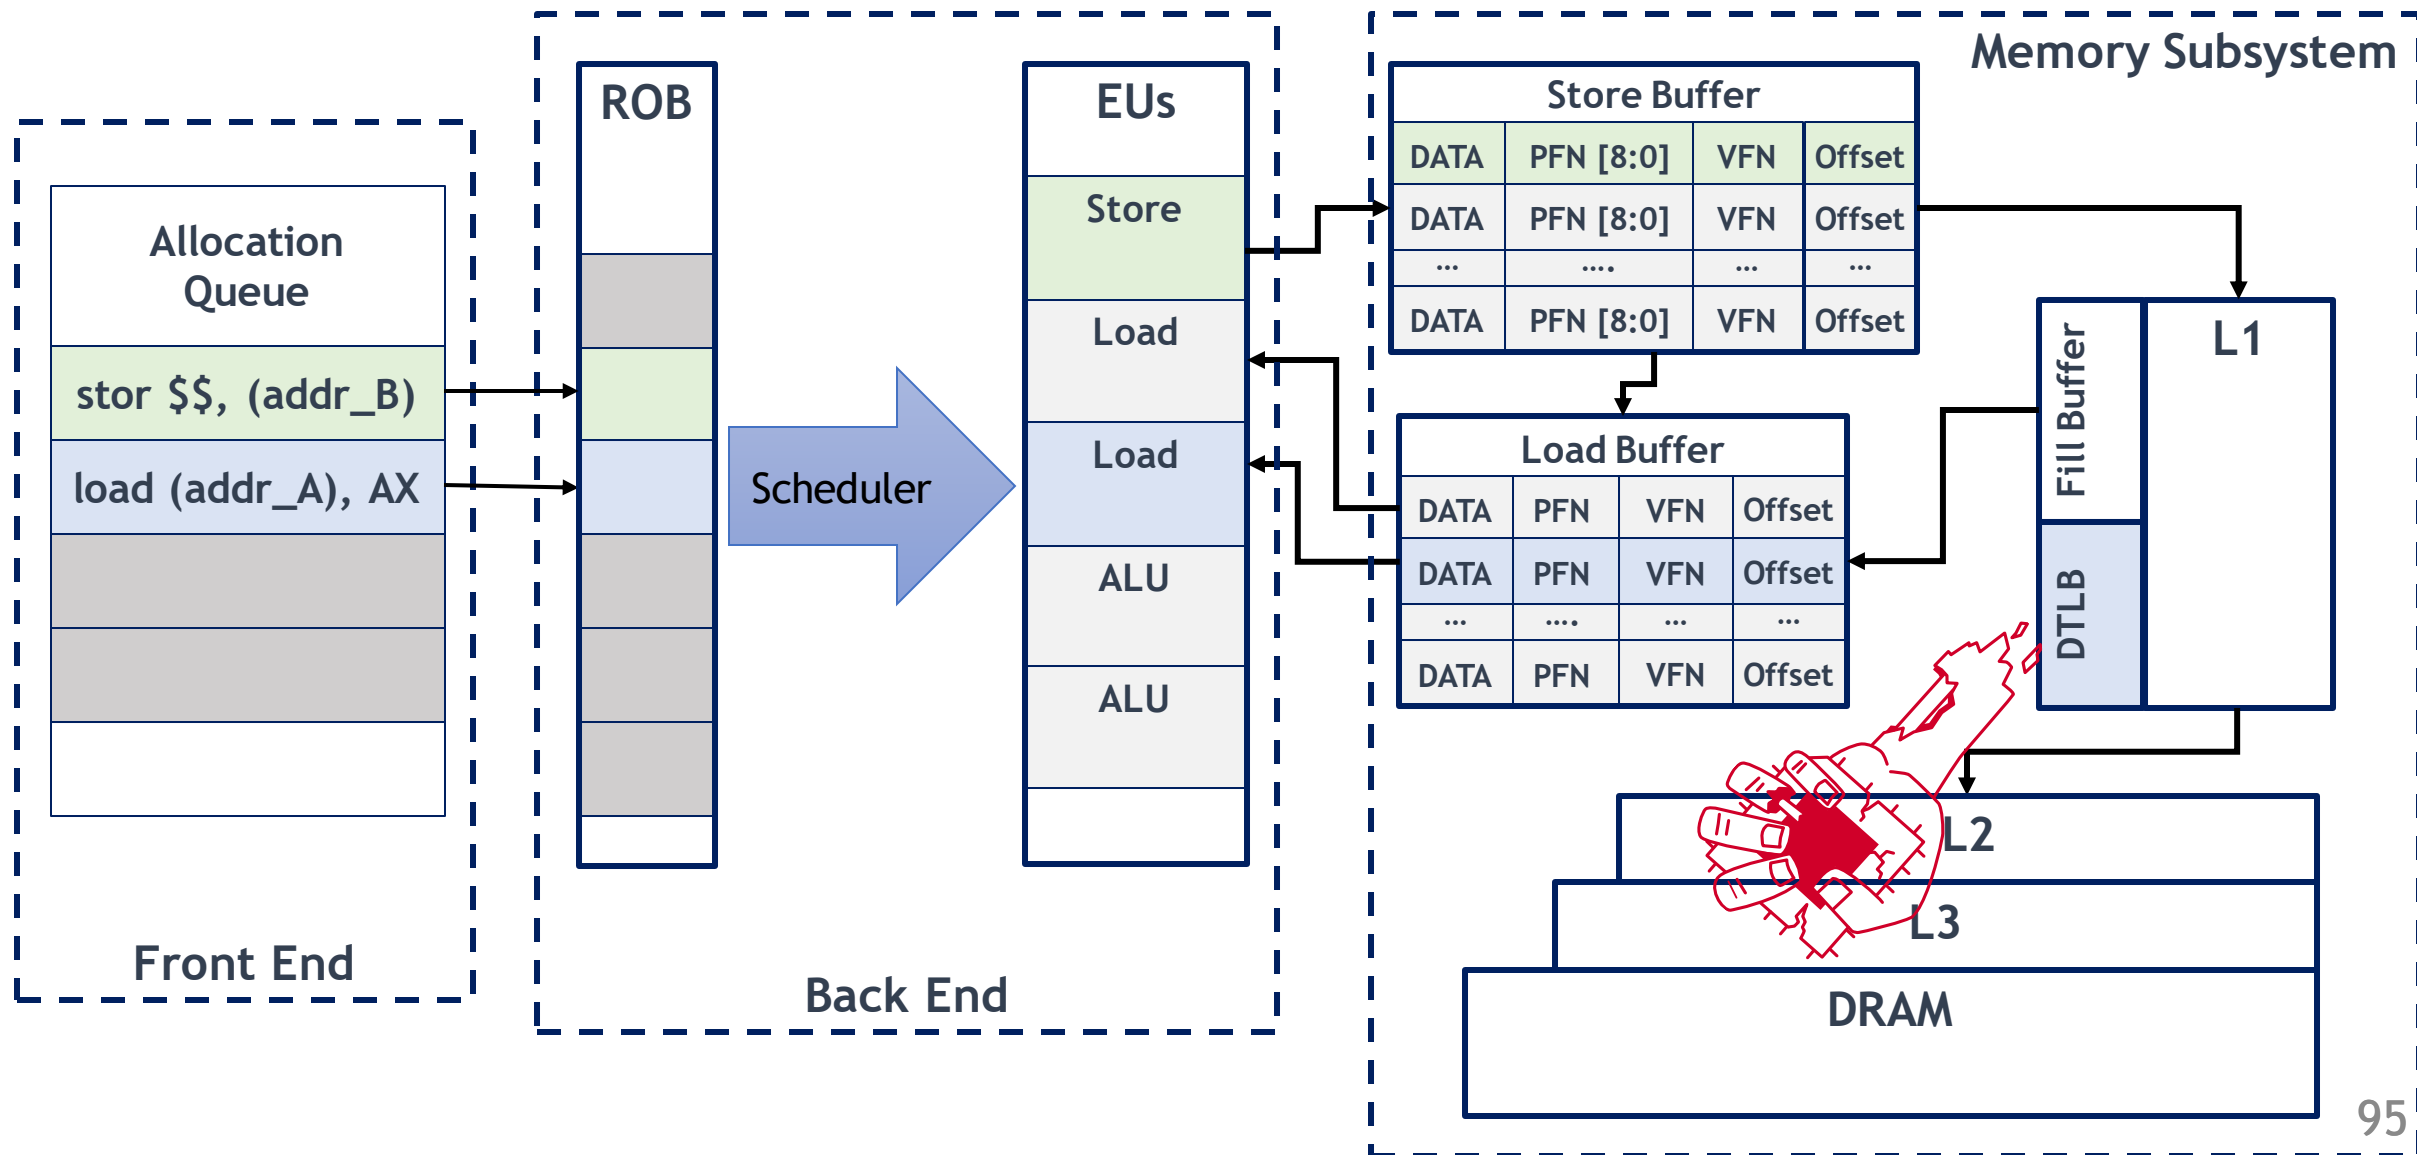 Memory Subsystem
Allocation
Queue
stor $$, (addr_B)
load (addr_A), AX
Front End
ROB
Scheduler
EUs
Store
Load
Load
ALU
ALU
Back End
Store Buffer
DATA PFN [8:0] VFN Offset
DATA PFN [8:0] VFN Offset
... .... ... ...
DATA PFN [8:0] VFN Offset
Load Buffer
DATA PFN VFN Offset
DATA PFN VFN Offset
... .... ... ...
DATA PFN VFN Offset
Fill Buffer
DTLB
L1
L2
L3
DRAM
95